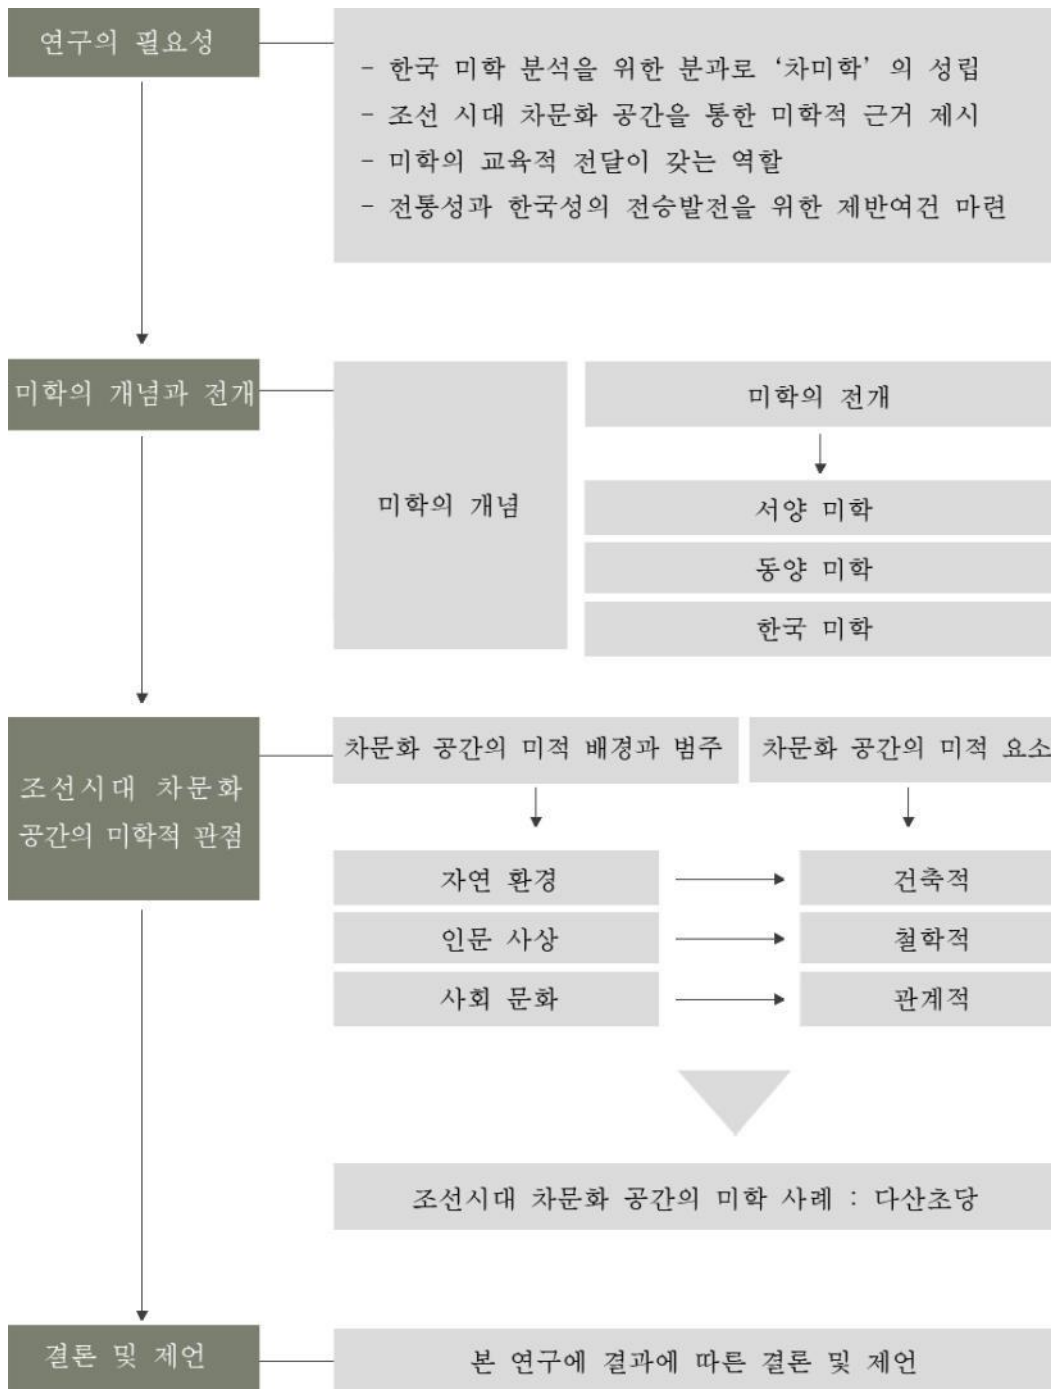 연구의 필요성
- 한국 미학 분석을 위한 분과로 ‘차미학’ 의 성립
- 조선 시대 차문화 공간을 통한 미학적 근거 제시
- 미학의 교육적 전달이 갖는 역할
- 전통성과 한국성의 전승발전을 위한 제반여건 마련
미학의 개념과 전개
미학의 개념
미학의 전개
서양 미학
동양 미학
한국 미학
조선시대 차문화
공간의 미학적 관점
차문화 공간의 미적 배경과 범주
차문화 공간의 미적 요소
자연 환경
건축적
인문 사상
철학적
사회 문화
관계적
조선시대 차문화 공간의 미학 사례 : 다산초당
결론 및 제언
본 연구에 결과에 따른 결론 및 제언